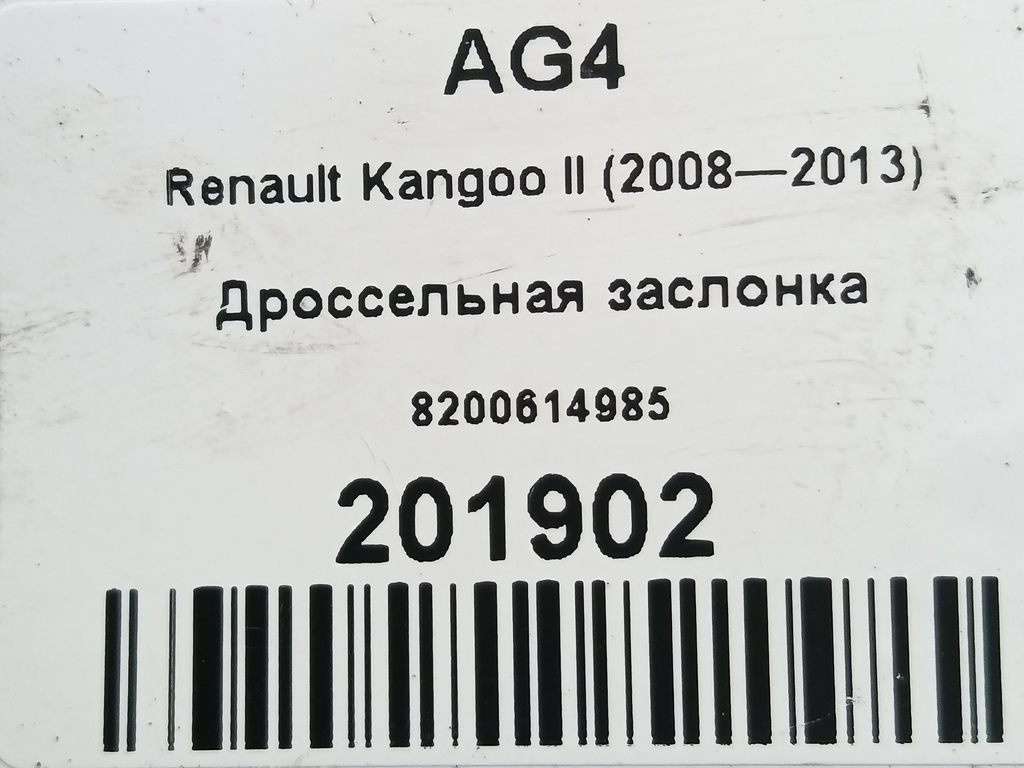 AG4
Renault Kangoo II (2008—2013)
Дроссельная заслонка
8200614985
201902